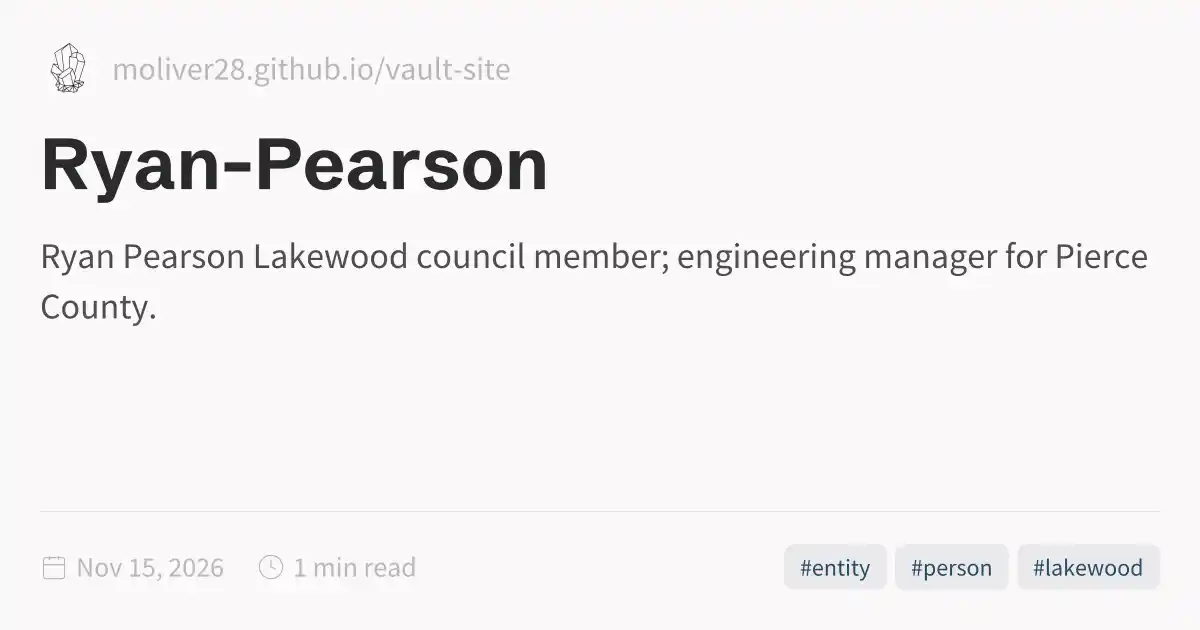 moliver28.github.io/vault-site
Ryan-Pearson
Ryan Pearson Lakewood council member; engineering manager for Pierce
County.
Nov 15, 2026 1 min read #entity #person #lakewood